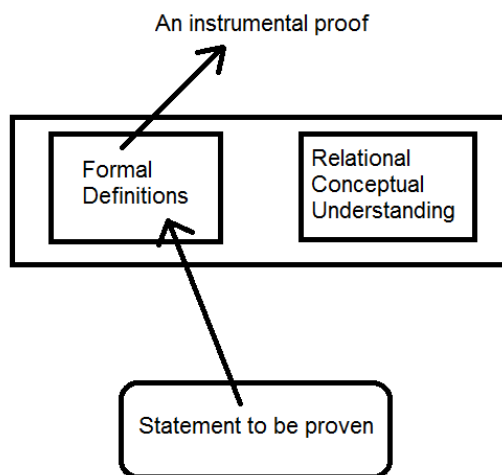 An instrumental proof
Formal
Definitions
Relational
Conceptual
Understanding
Statement to be proven